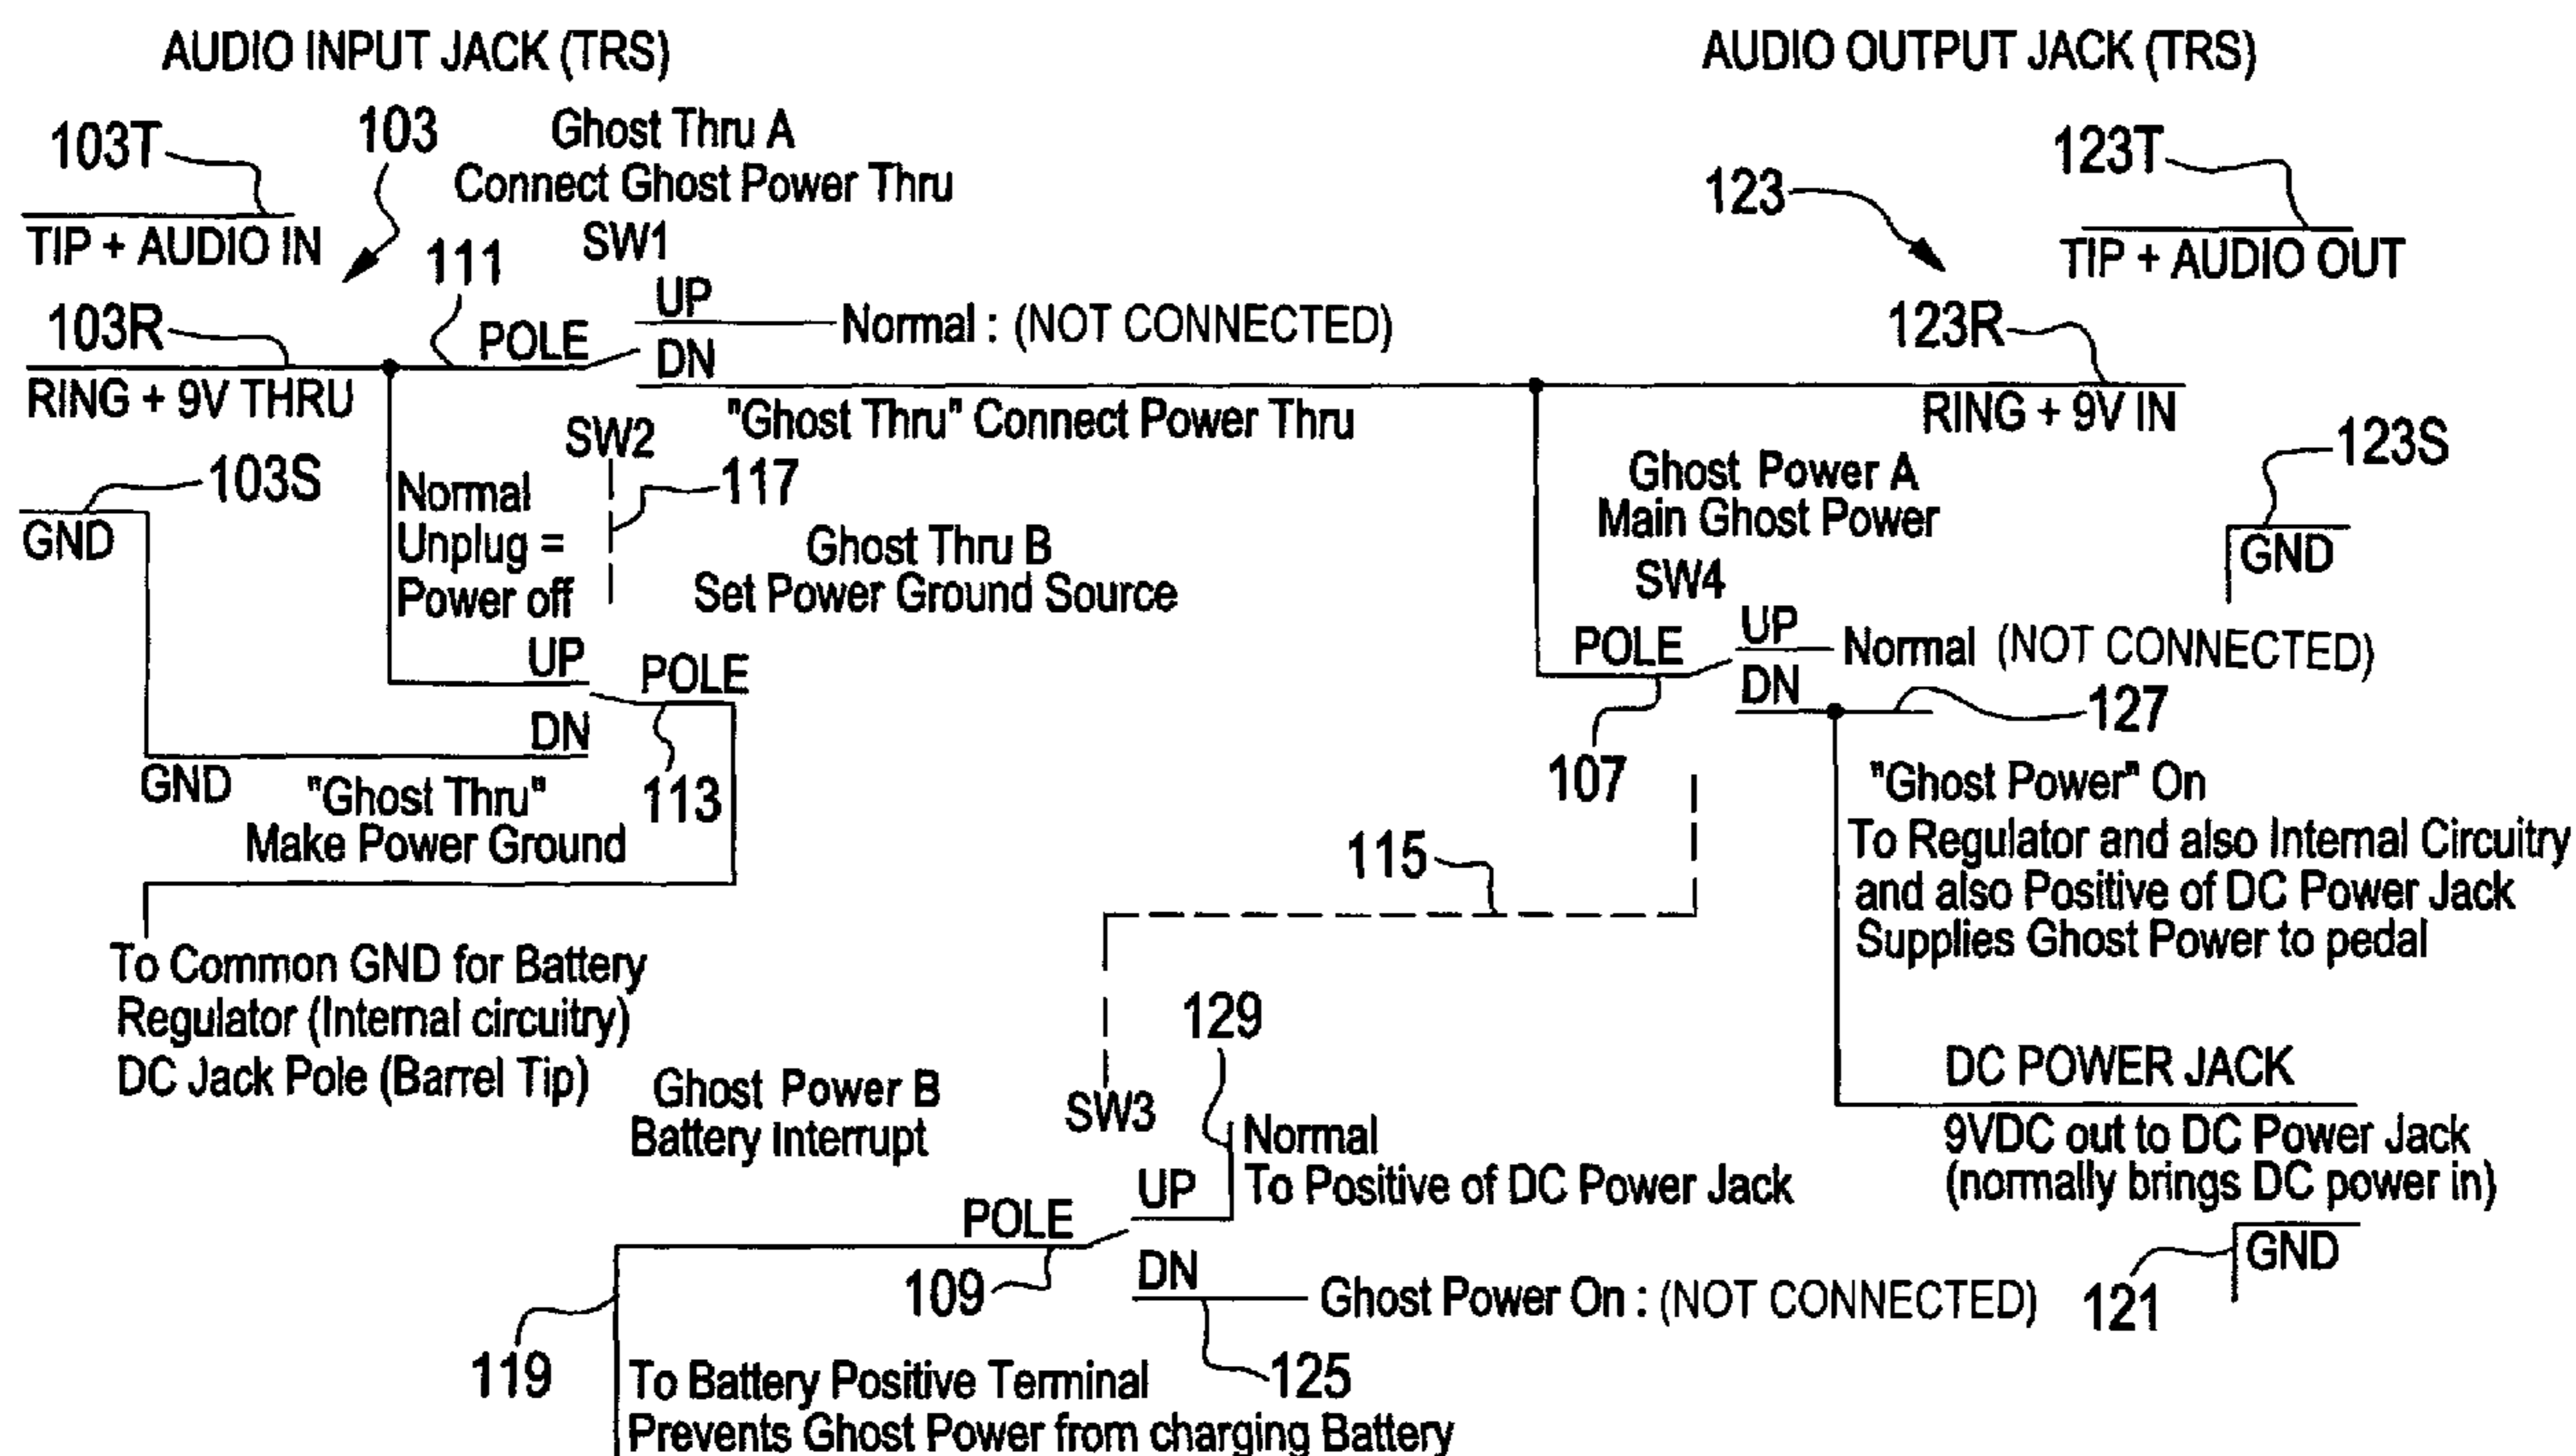 AUDIO INPUT JACK (TRS)
AUDIO OUTPUT JACK (TRS)
103T
103
Ghost Thru A
Connect Ghost Power Thru
SW1
TIP + AUDIO IN
111
UP
Normal : (NOT CONNECTED)
103R
POLE
DN
RING + 9V THRU
"Ghost Thru" Connect Power Thru
123
123T
TIP + AUDIO OUT
123R
RING + 9V IN
SW2
117
103S
GND
Normal
Unplug =
Power off
Ghost Thru B
Set Power Ground Source
UP
POLE
DN
GND
"Ghost Thru"
Make Power Ground
113
To Common GND for Battery
Regulator (Internal circuitry)
DC Jack Pole (Barrel Tip)
Ghost Power A
Main Ghost Power
SW4
123S
GND
POLE
UP
Normal (NOT CONNECTED)
DN
127
107
"Ghost Power" On
To Regulator and also Internal Circuitry
and also Positive of DC Power Jack
Supplies Ghost Power to pedal
115
DC POWER JACK
9VDC out to DC Power Jack
(normally brings DC power in)
GND
121
Ghost Power B
Battery Interrupt
SW3
129
Normal
To Positive of DC Power Jack
UP
POLE
109
DN
Ghost Power On : (NOT CONNECTED)
125
119
To Battery Positive Terminal
Prevents Ghost Power from charging Battery